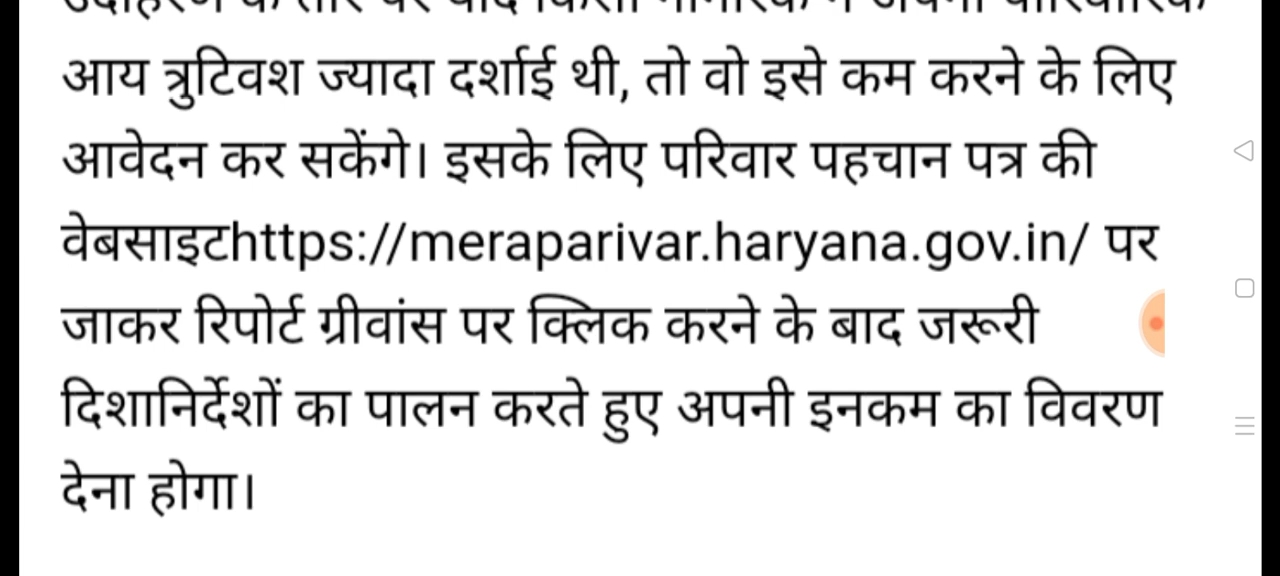 आय त्रुटिवश ज्यादा दर्शाई थी, तो वो इसे कम करने के लिए
आवेदन कर सकेंगे। इसके लिए परिवार पहचान पत्र की
वेबसाइटhttps://meraparivar.haryana.gov.in/ पर
जाकर रिपोर्ट ग्रीवांस पर क्लिक करने के बाद जरूरी
दिशानिर्देशों का पालन करते हुए अपनी इनकम का विवरण
देना होगा।